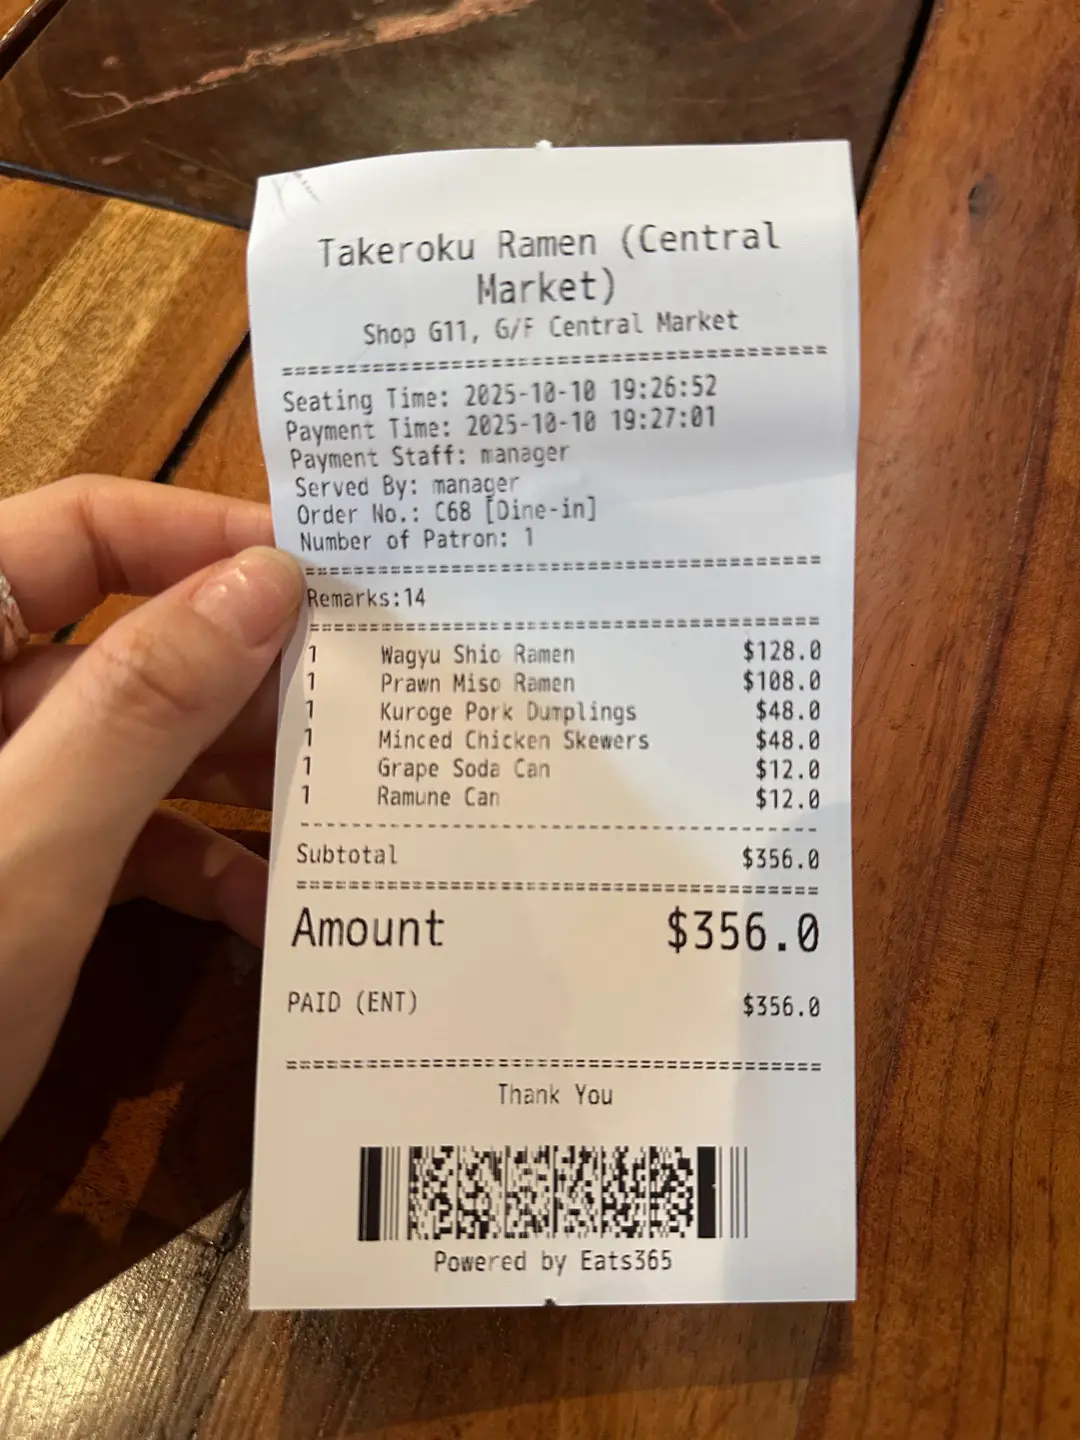 Takeroku Ramen (Central
Market)
Shop G11, G/F Central Market
========================================
Seating Time: 2025-10-10 19:26:52
Payment Time: 2025-10-10 19:27:01
Payment Staff: manager
Served By: manager
Order No.: C68 [Dine-in]
Number of Patron: 1
========================================
Remarks:14
========================================
1 Wagyu Shio Ramen $128.0
1 Prawn Miso Ramen $108.0
1 Kuroge Pork Dumplings $48.0
1 Minced Chicken Skewers $48.0
1 Grape Soda Can $12.0
1 Ramune Can $12.0
----------------------------------------
Subtotal $356.0
========================================
Amount $356.0
PAID (ENT) $356.0
========================================
Thank You
Powered by Eats365